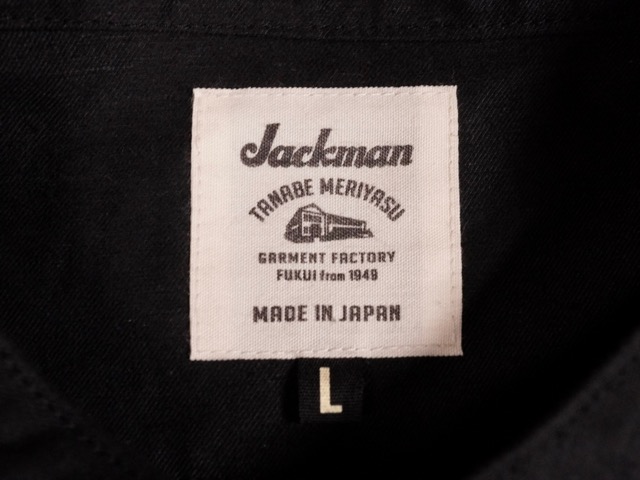 Jackman
TANABE MERIYASU
GARMENT FACTORY
FUKUI from 1949
MADE IN JAPAN
L